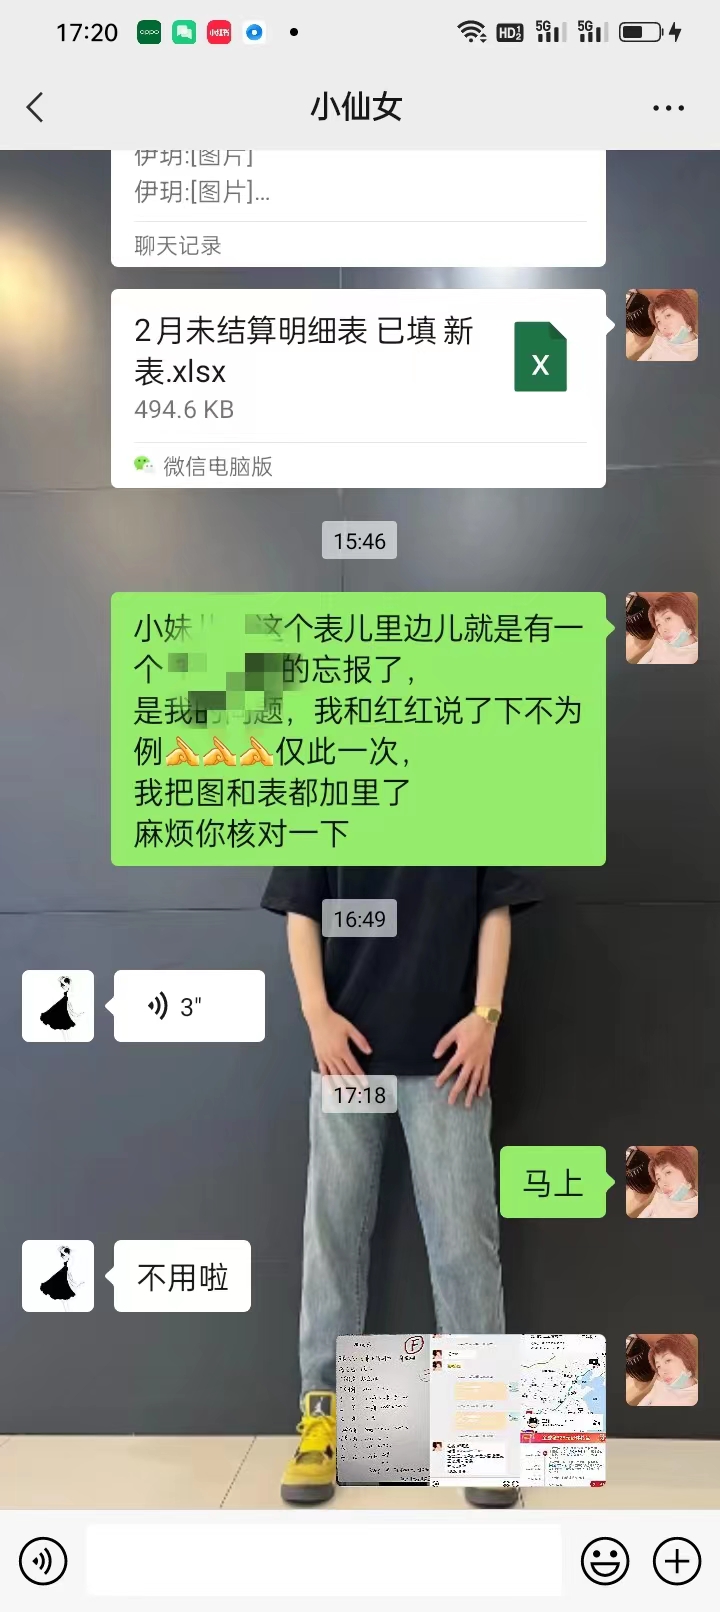 17:20
HD
5G
5G
小仙女
伊玥:[图片]
伊玥:[图片]...
聊天记录
2月未结算明细表 已填 新
表.xlsx
X
494.6 KB
微信电脑版
15:46
小妹 这个表儿里边儿就是有一
个 的忘报了，
是我的问题，我和红红说了下不为
例 仅此一次，
我把图和表都加里了
麻烦你核对一下
16:49
3"
17:18
马上
不用啦
F